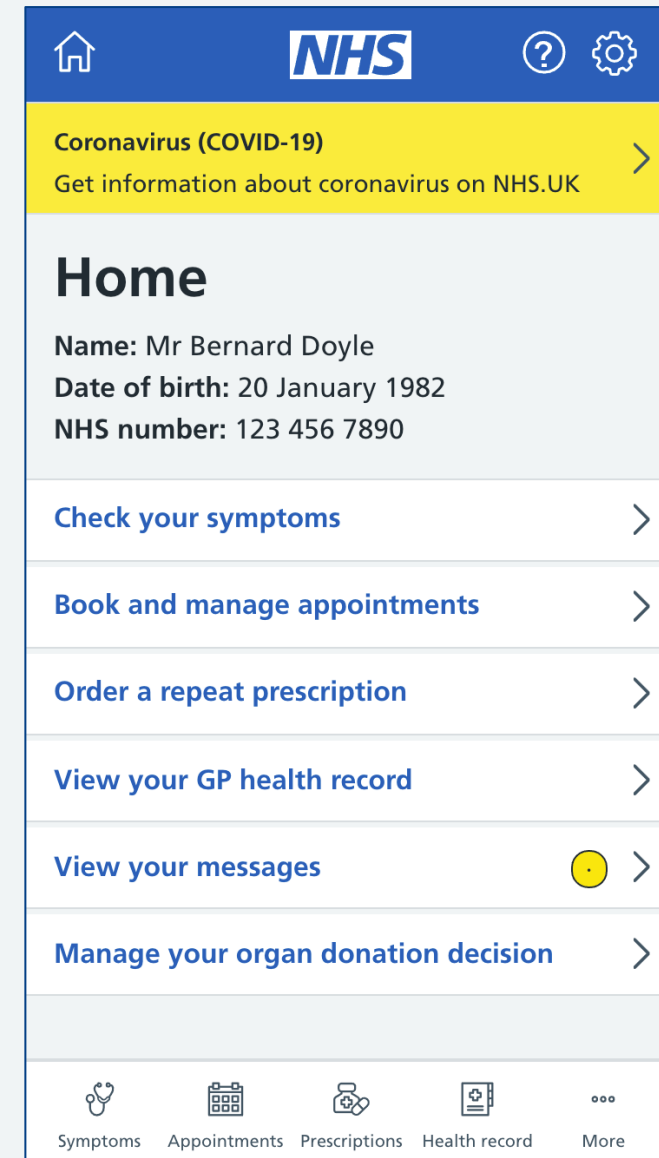 NHS
?
Coronavirus (COVID-19)
Get information about coronavirus on NHS.UK
Home
Name: Mr Bernard Doyle
Date of birth: 20 January 1982
NHS number: 123 456 7890
Check your symptoms
Book and manage appointments
Order a repeat prescription
View your GP health record
View your messages
Manage your organ donation decision
Symptoms Appointments Prescriptions Health record More